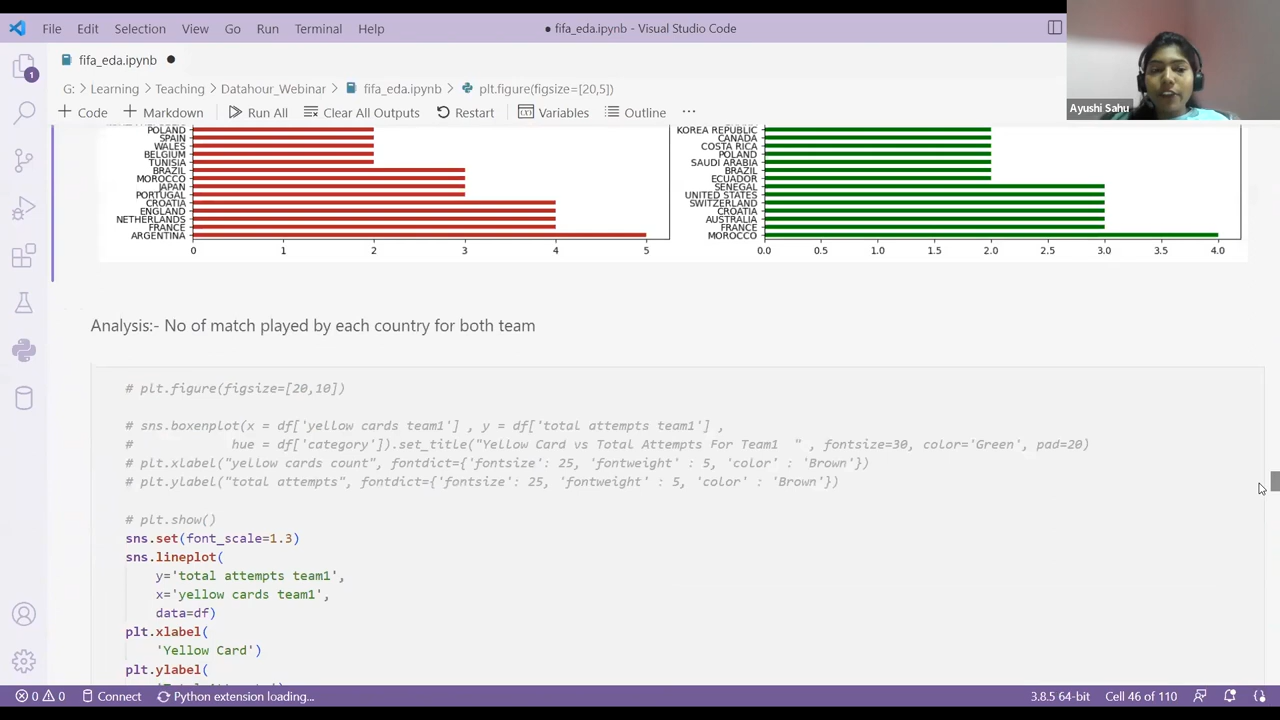 File Edit Selection View Go Run Terminal Help ● fifa_eda.ipynb - Visual Studio Code
fifa_eda.ipynb ●
G: > Learning > Teaching > Datahour_Webinar > fifa_eda.ipynb > plt.figure(figsize=[20,5])
+ Code + Markdown Run All Clear All Outputs Restart Variables Outline ...
Ayushi Sahu
1
POLAND
SPAIN
WALES
BELGIUM
TUNISIA
BRAZIL
MOROCCO
JAPAN
PORTUGAL
CROATIA
ENGLAND
NETHERLANDS
FRANCE
ARGENTINA
0 1 2 3 4 5
KOREA REPUBLIC
CANADA
COSTA RICA
POLAND
SAUDI ARABIA
BRAZIL
ECUADOR
SENEGAL
UNITED STATES
SWITZERLAND
CROATIA
AUSTRALIA
FRANCE
MOROCCO
0.0 0.5 1.0 1.5 2.0 2.5 3.0 3.5 4.0
Analysis:- No of match played by each country for both team
# plt.figure(figsize=[20,10])
# sns.boxenplot(x = df['yellow cards team1'] , y = df['total attempts team1'] ,
# hue = df['category']).set_title("Yellow Card vs Total Attempts For Team1 " , fontsize=30, color='Green', pad=20)
# plt.xlabel("yellow cards count", fontdict={'fontsize': 25, 'fontweight' : 5, 'color' : 'Brown'})
# plt.ylabel("total attempts", fontdict={'fontsize': 25, 'fontweight' : 5, 'color' : 'Brown'})
# plt.show()
sns.set(font_scale=1.3)
sns.lineplot(
y='total attempts team1',
x='yellow cards team1',
data=df)
plt.xlabel(
'Yellow Card')
plt.ylabel(
0 0 Connect Python extension loading... 3.8.5 64-bit Cell 46 of 110